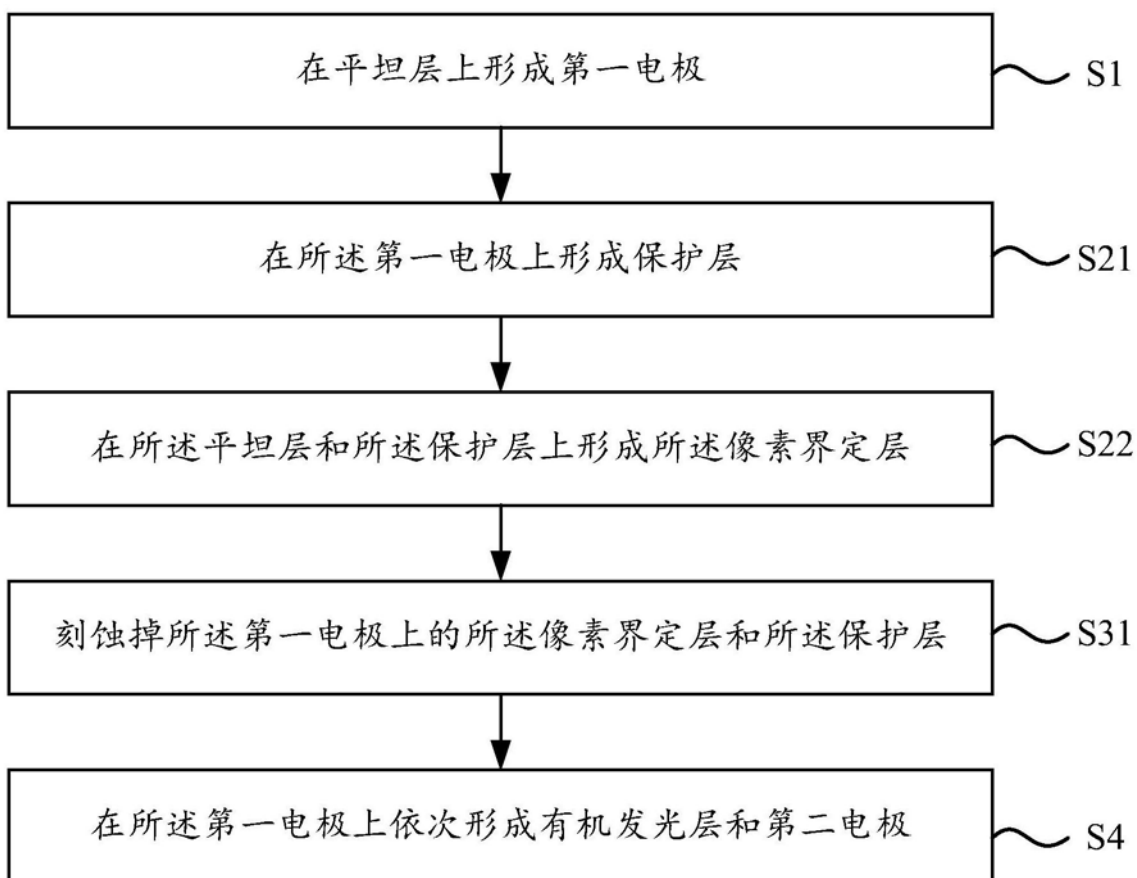 在平坦层上形成第一电极 S1
在所述第一电极上形成保护层 S21
在所述平坦层和所述保护层上形成所述像素界定层 S22
刻蚀掉所述第一电极上的所述像素界定层和所述保护层 S31
在所述第一电极上依次形成有机发光层和第二电极 S4